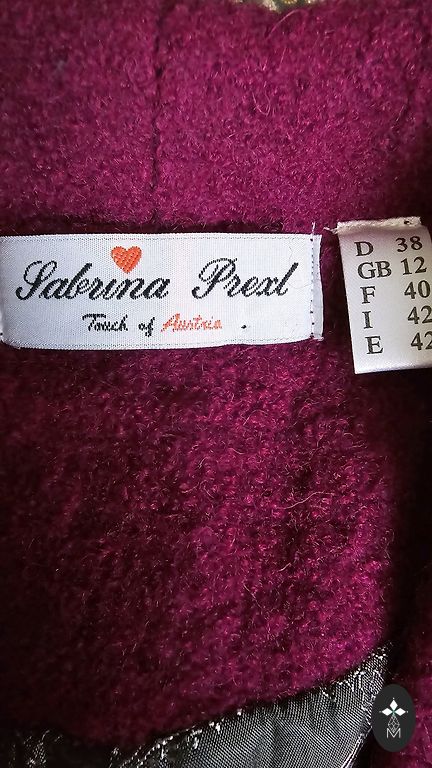 Sabrina Prexl
Touch of Austria
D 38
GB 12
F 40
I 42
E 42
M